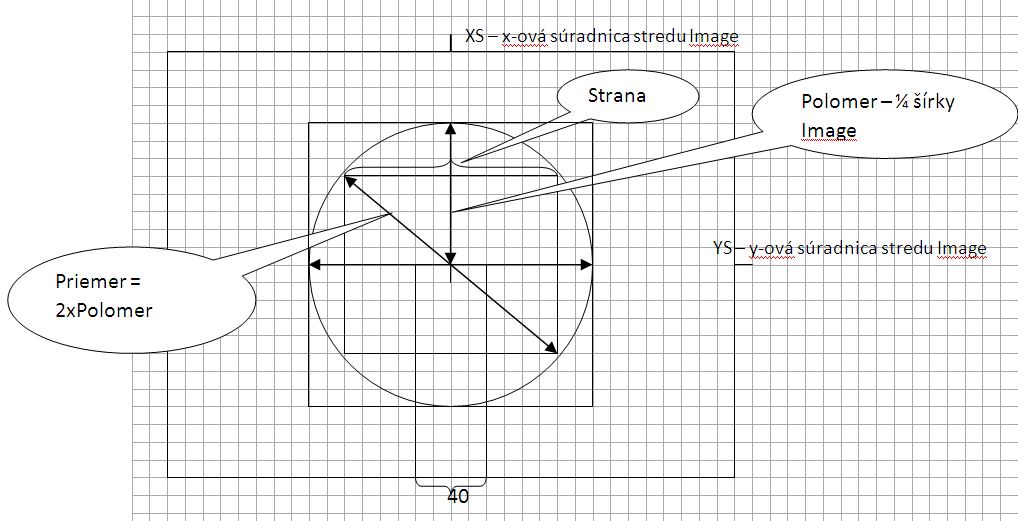 XS – x-ová súradnica stredu Image
Strana
Polomer – ¼ šírky
Image
YS – y-ová súradnica stredu Image
Priemer =
2xPolomer
40